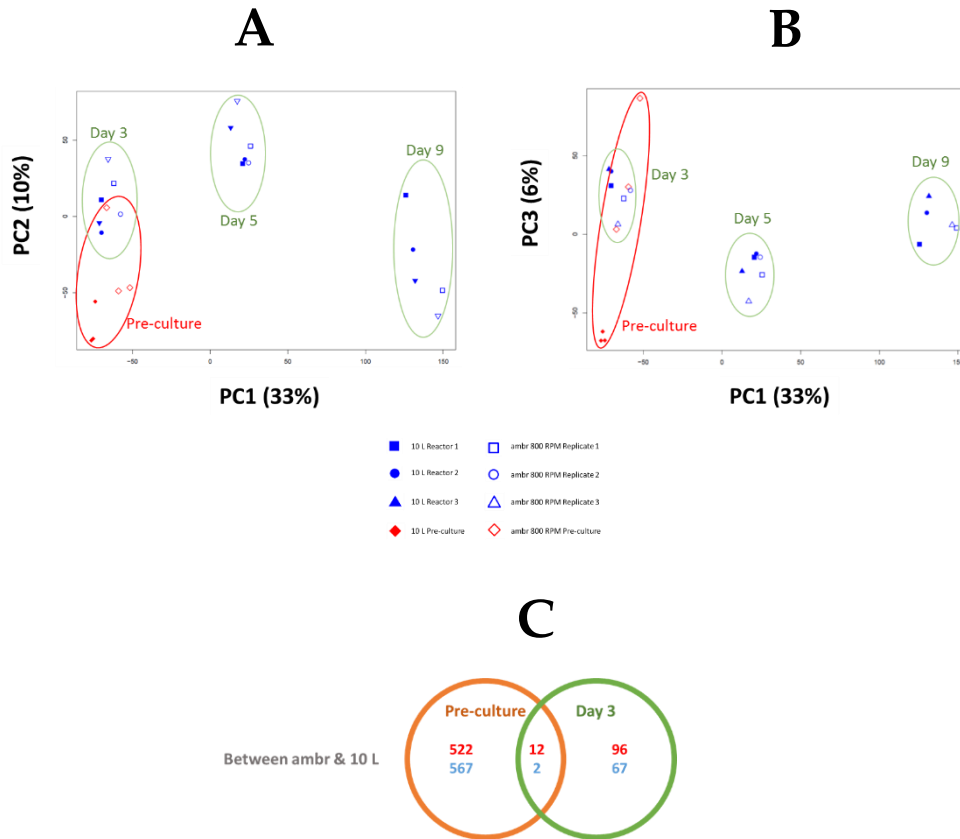 A
B
Day 3
Day 5
Day 9
Pre-culture
PC2 (10%)
50
0
−50
−50
0
50
100
150
PC1 (33%)
Day 3
Day 5
Day 9
Pre-culture
PC3 (6%)
50
0
−50
−50
0
50
100
150
PC1 (33%)
10 L Reactor 1
ambr 800 RPM Replicate 1
10 L Reactor 2
ambr 800 RPM Replicate 2
10 L Reactor 3
ambr 800 RPM Replicate 3
10 L Pre-culture
ambr 800 RPM Pre-culture
C
Pre-culture
Day 3
Between ambr & 10 L
522
12
96
567
2
67